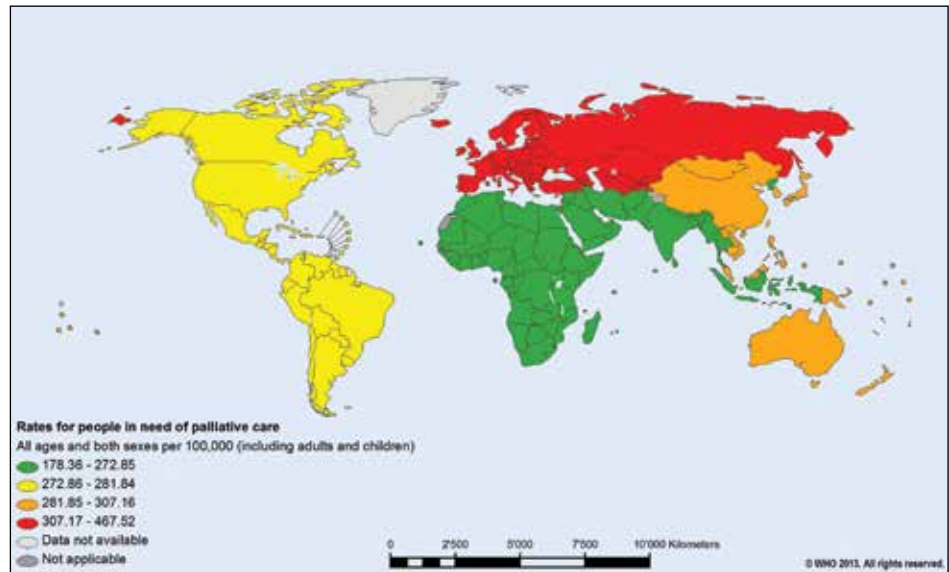 Rates for people in need of palliative care
All ages and both sexes per 100,000 (including adults and children)
178.36 - 272.85
272.86 - 281.84
281.85 - 307.16
307.17 - 467.52
Data not available
Not applicable
0 2'500 5'000 7'500 10'000 Kilometers
© WHO 2013. All rights reserved.